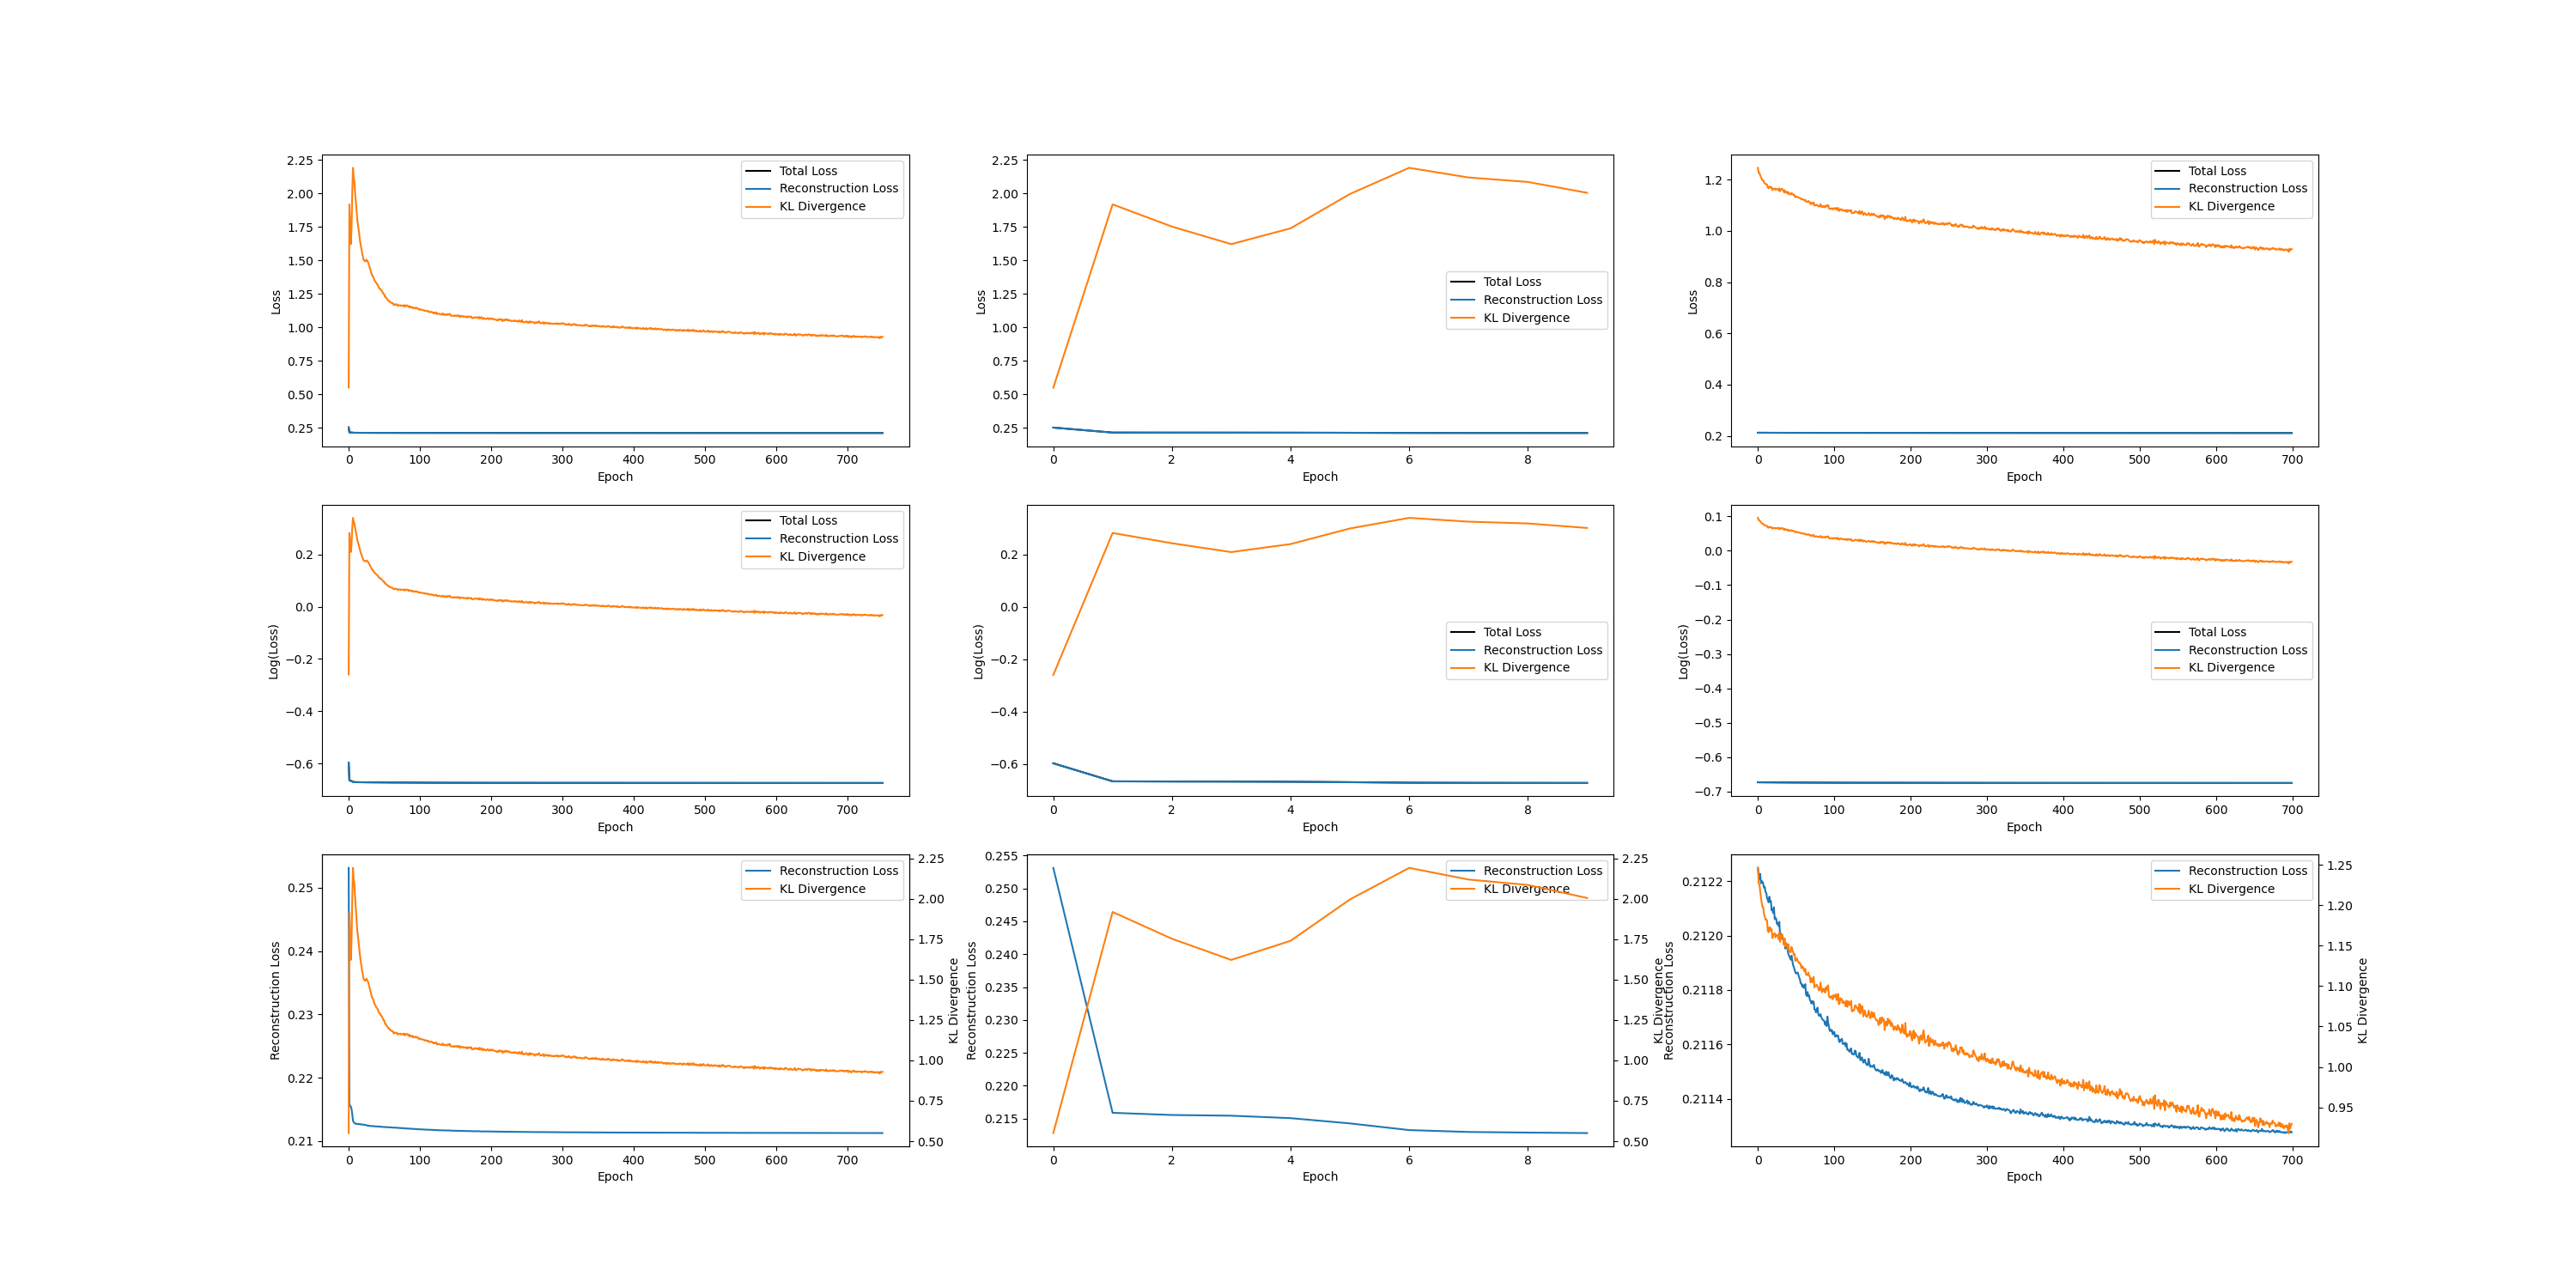 2.25
2.00
1.75
1.50
1.25
1.00
0.75
0.50
0.25
Loss
Total Loss
Reconstruction Loss
KL Divergence
0 100 200 300 400 500 600 700
Epoch
2.25
2.00
1.75
1.50
1.25
1.00
0.75
0.50
0.25
Loss
Total Loss
Reconstruction Loss
KL Divergence
0 2 4 6 8
Epoch
1.2
1.0
0.8
0.6
0.4
0.2
Loss
Total Loss
Reconstruction Loss
KL Divergence
0 100 200 300 400 500 600 700
Epoch
0.2
0.0
−0.2
−0.4
−0.6
Log(Loss)
Total Loss
Reconstruction Loss
KL Divergence
0 100 200 300 400 500 600 700
Epoch
0.2
0.0
−0.2
−0.4
−0.6
Log(Loss)
Total Loss
Reconstruction Loss
KL Divergence
0 2 4 6 8
Epoch
0.1
0.0
−0.1
−0.2
−0.3
−0.4
−0.5
−0.6
−0.7
Log(Loss)
Total Loss
Reconstruction Loss
KL Divergence
0 100 200 300 400 500 600 700
Epoch
0.25
0.24
0.23
0.22
0.21
Reconstruction Loss
Reconstruction Loss
KL Divergence
2.25
2.00
1.75
1.50
1.25
1.00
0.75
0.50
KL Divergence
0 100 200 300 400 500 600 700
Epoch
0.255
0.250
0.245
0.240
0.235
0.230
0.225
0.220
0.215
Reconstruction Loss
Reconstruction Loss
KL Divergence
2.25
2.00
1.75
1.50
1.25
1.00
0.75
0.50
KL Divergence
0 2 4 6 8
Epoch
0.2122
0.2120
0.2118
0.2116
0.2114
Reconstruction Loss
Reconstruction Loss
KL Divergence
1.25
1.20
1.15
1.10
1.05
1.00
0.95
KL Divergence
0 100 200 300 400 500 600 700
Epoch